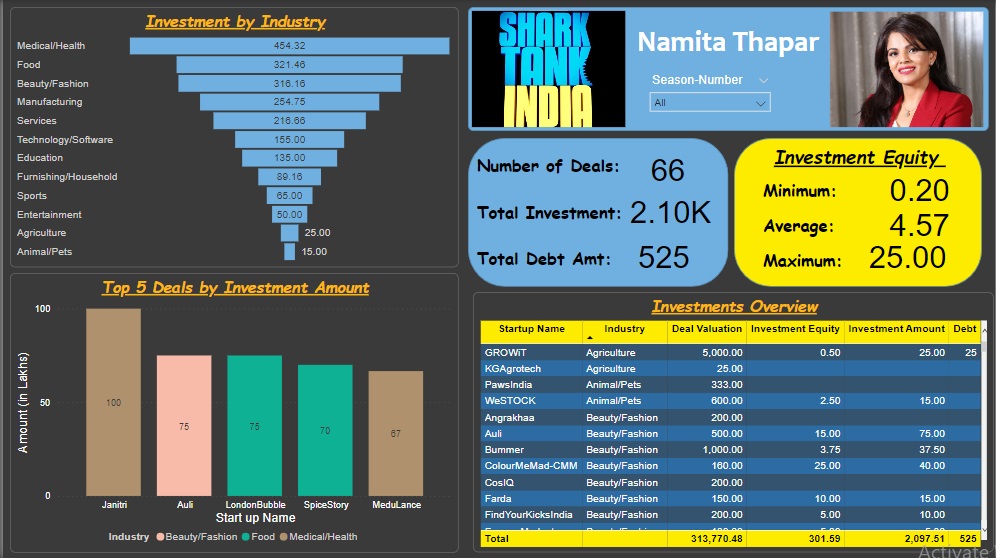 Investment by Industry
Medical/Health 454.32
Food 321.46
Beauty/Fashion 316.16
Manufacturing 254.75
Services 216.66
Technology/Software 155.00
Education 135.00
Furnishing/Household 89.16
Sports 65.00
Entertainment 50.00
Agriculture 25.00
Animal/Pets 15.00
SHARK
TANK
INDIA
Namita Thapar
Season-Number
All
Number of Deals: 66
Total Investment: 2.10K
Total Debt Amt: 525
Investment Equity
Minimum: 0.20
Average: 4.57
Maximum: 25.00
Top 5 Deals by Investment Amount
Amount (in Lakhs)
100
50
0
100 75 75 70 67
Janitri Auli LondonBubble SpiceStory MeduLance
Start up Name
Industry Beauty/Fashion Food Medical/Health
Investments Overview
Startup Name Industry Deal Valuation Investment Equity Investment Amount Debt
GROWiT Agriculture 5,000.00 0.50 25.00 25
KGAgrotech Agriculture 25.00
PawsIndia Animal/Pets 333.00
WeSTOCK Animal/Pets 600.00 2.50 15.00
Angrakhaa Beauty/Fashion 200.00
Auli Beauty/Fashion 500.00 15.00 75.00
Bummer Beauty/Fashion 1,000.00 3.75 37.50
ColourMeMad-CMM Beauty/Fashion 160.00 25.00 40.00
CosIQ Beauty/Fashion 200.00
Farda Beauty/Fashion 150.00 10.00 15.00
FindYourKicksIndia Beauty/Fashion 200.00 5.00 10.00
Total 313,770.48 301.59 2,097.51 525
Activate